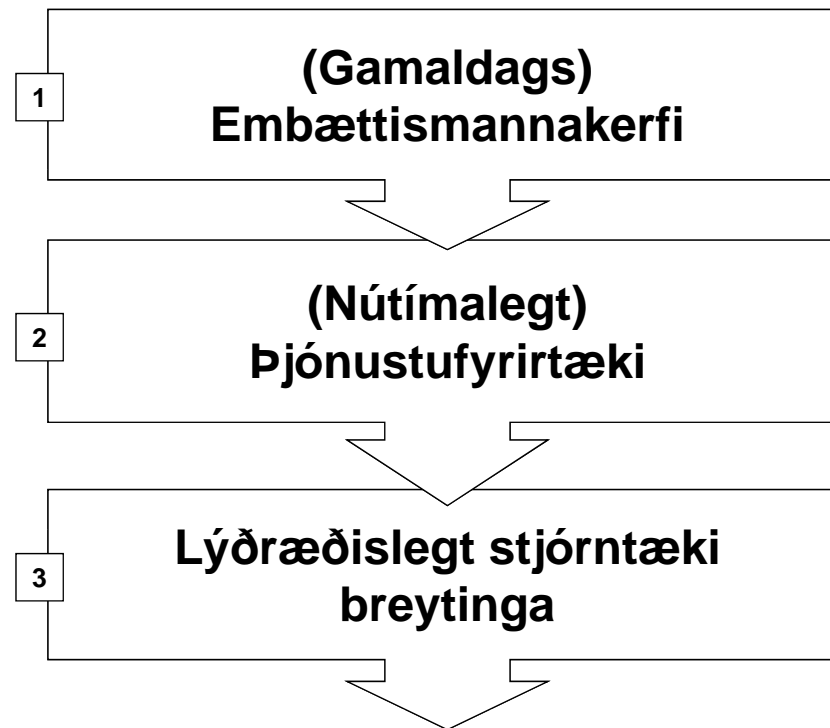 1
(Gamaldags)
Embættismannakerfi
2
(Nútímalegt)
Þjónustufyrirtæki
3
Lýðræðislegt stjórntæki
breytinga